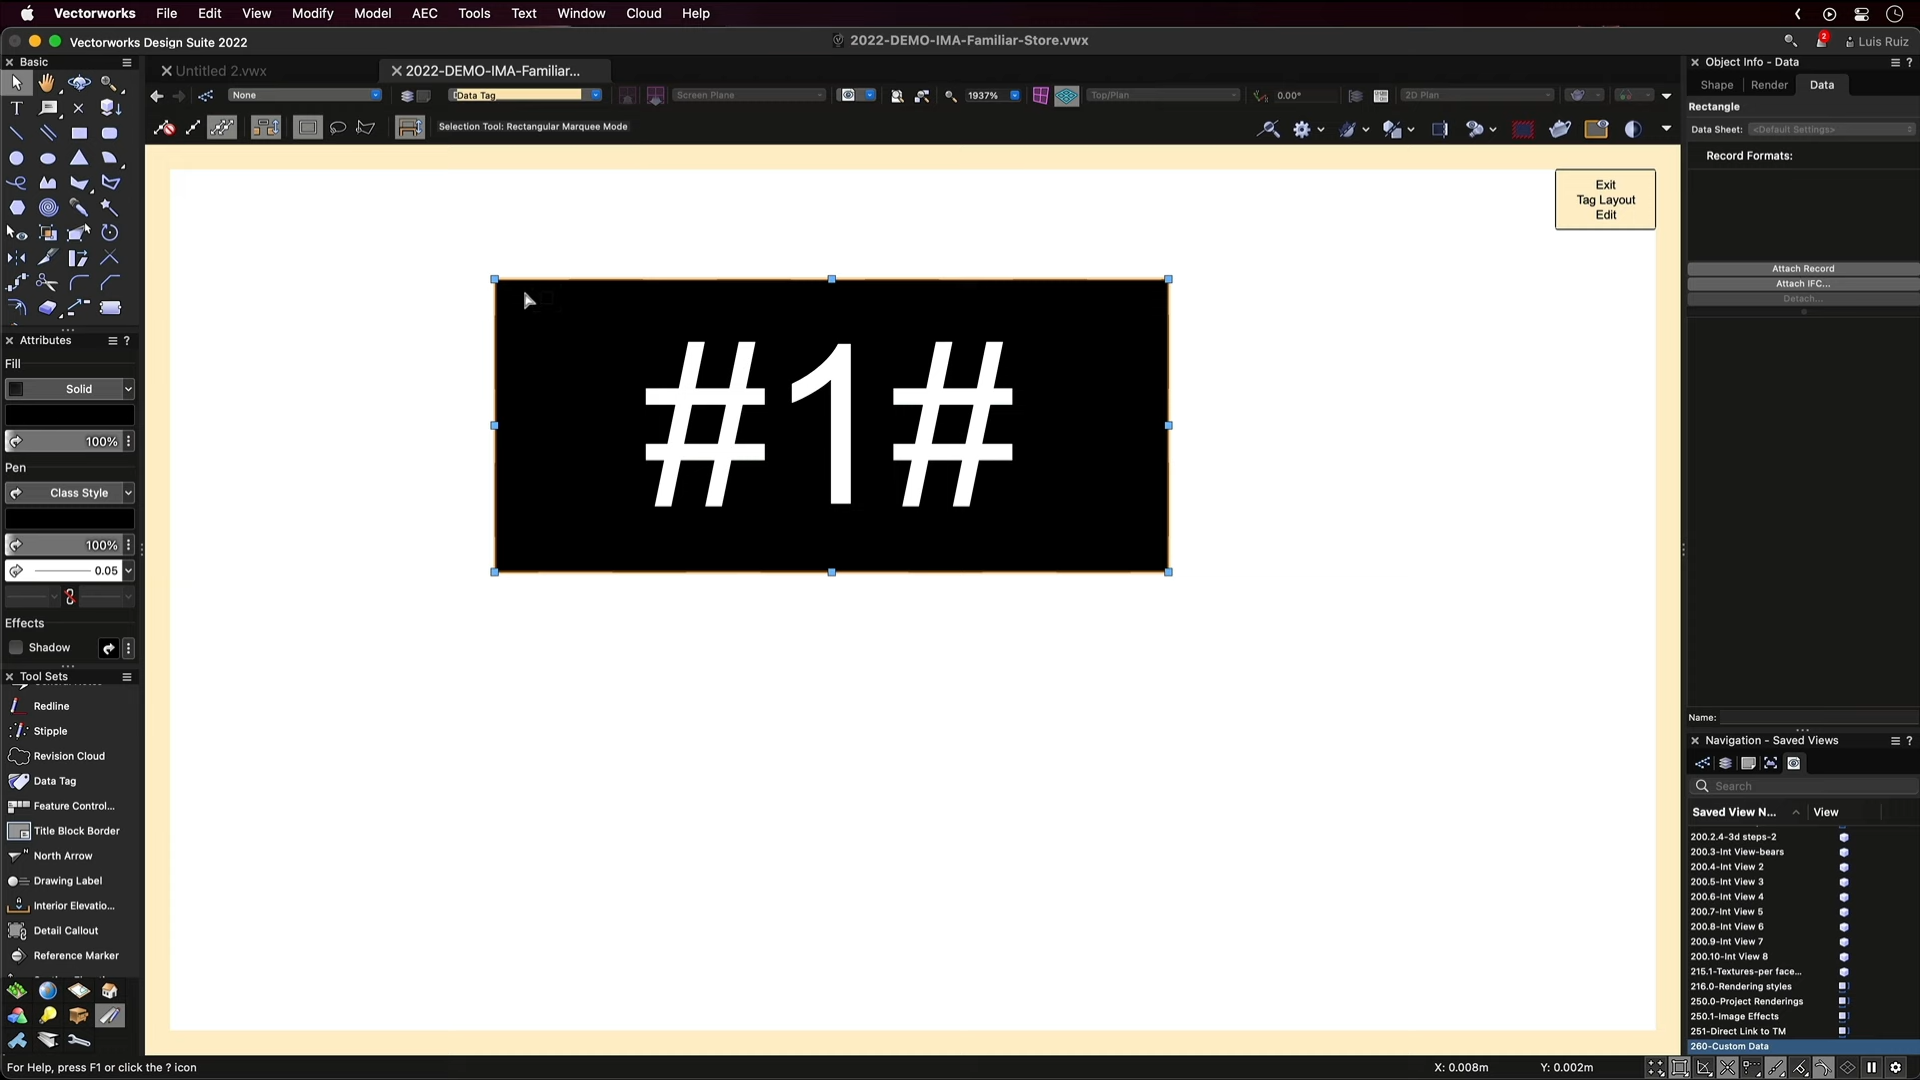 Vectorworks File Edit View Modify Model AEC Tools Text Window Cloud Help
Vectorworks Design Suite 2022
2022-DEMO-IMA-Familiar-Store.vwx
2
Luis Ruiz
Basic
Untitled 2.vwx
2022-DEMO-IMA-Familiar...
None
Data Tag
Screen Plane
1937%
Top/Plan
0.00°
2D Plan
Selection Tool: Rectangular Marquee Mode
Exit
Tag Layout
Edit
#1#
Attributes
Fill
Solid
100%
Pen
Class Style
100%
0.05
Effects
Shadow
Tool Sets
Redline
Stipple
Revision Cloud
Data Tag
Feature Control...
Title Block Border
North Arrow
Drawing Label
Interior Elevatio...
Detail Callout
Reference Marker
For Help, press F1 or click the ? icon
Object Info - Data
Shape Render Data
Rectangle
Data Sheet: <Default Settings>
Record Formats:
Attach Record
Attach IFC...
Detach...
Name:
Navigation - Saved Views
Search
Saved View N... View
200.2.4-3d steps-2
200.3-Int View-bears
200.4-Int View 2
200.5-Int View 3
200.6-Int View 4
200.7-Int View 5
200.8-Int View 6
200.9-Int View 7
200.10-Int View 8
215.1-Textures-per face...
216.0-Rendering styles
250.0-Project Renderings
250.1-Image Effects
251-Direct Link to TM
260-Custom Data
X: 0.008m Y: 0.002m